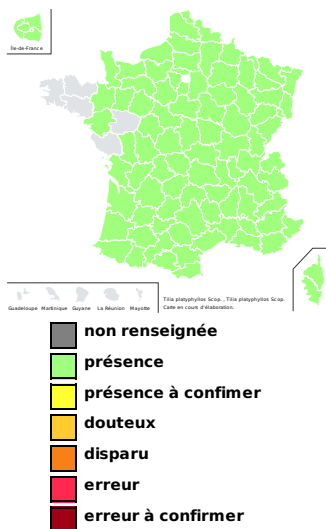 Île-de-France
Guadeloupe Martinique Guyane La Réunion Mayotte
Tilia platyphyllos Scop. , Tilia platyphyllos Scop.
Carte en cours d'élaboration.
non renseignée
présence
présence à confimer
douteux
disparu
erreur
erreur à confirmer